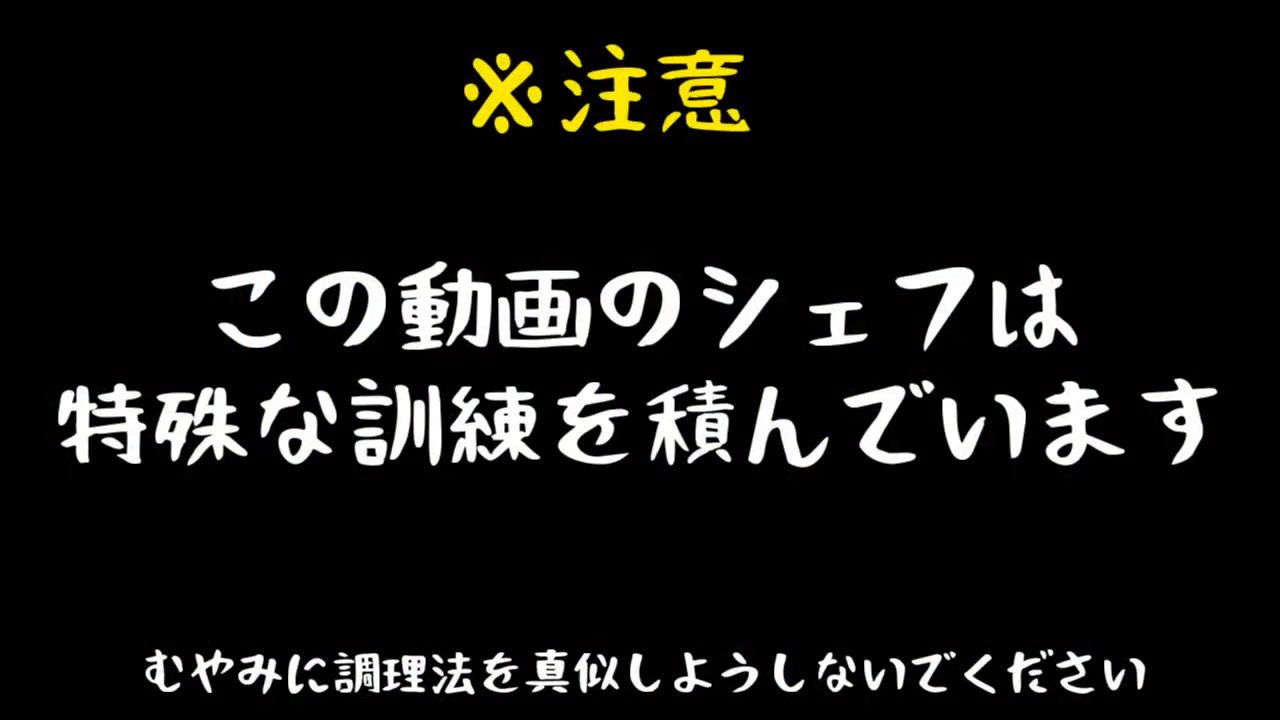 ※注意
この動画のシェフは
特殊な訓練を積んでいます
むやみに調理法を真似しようしないでください